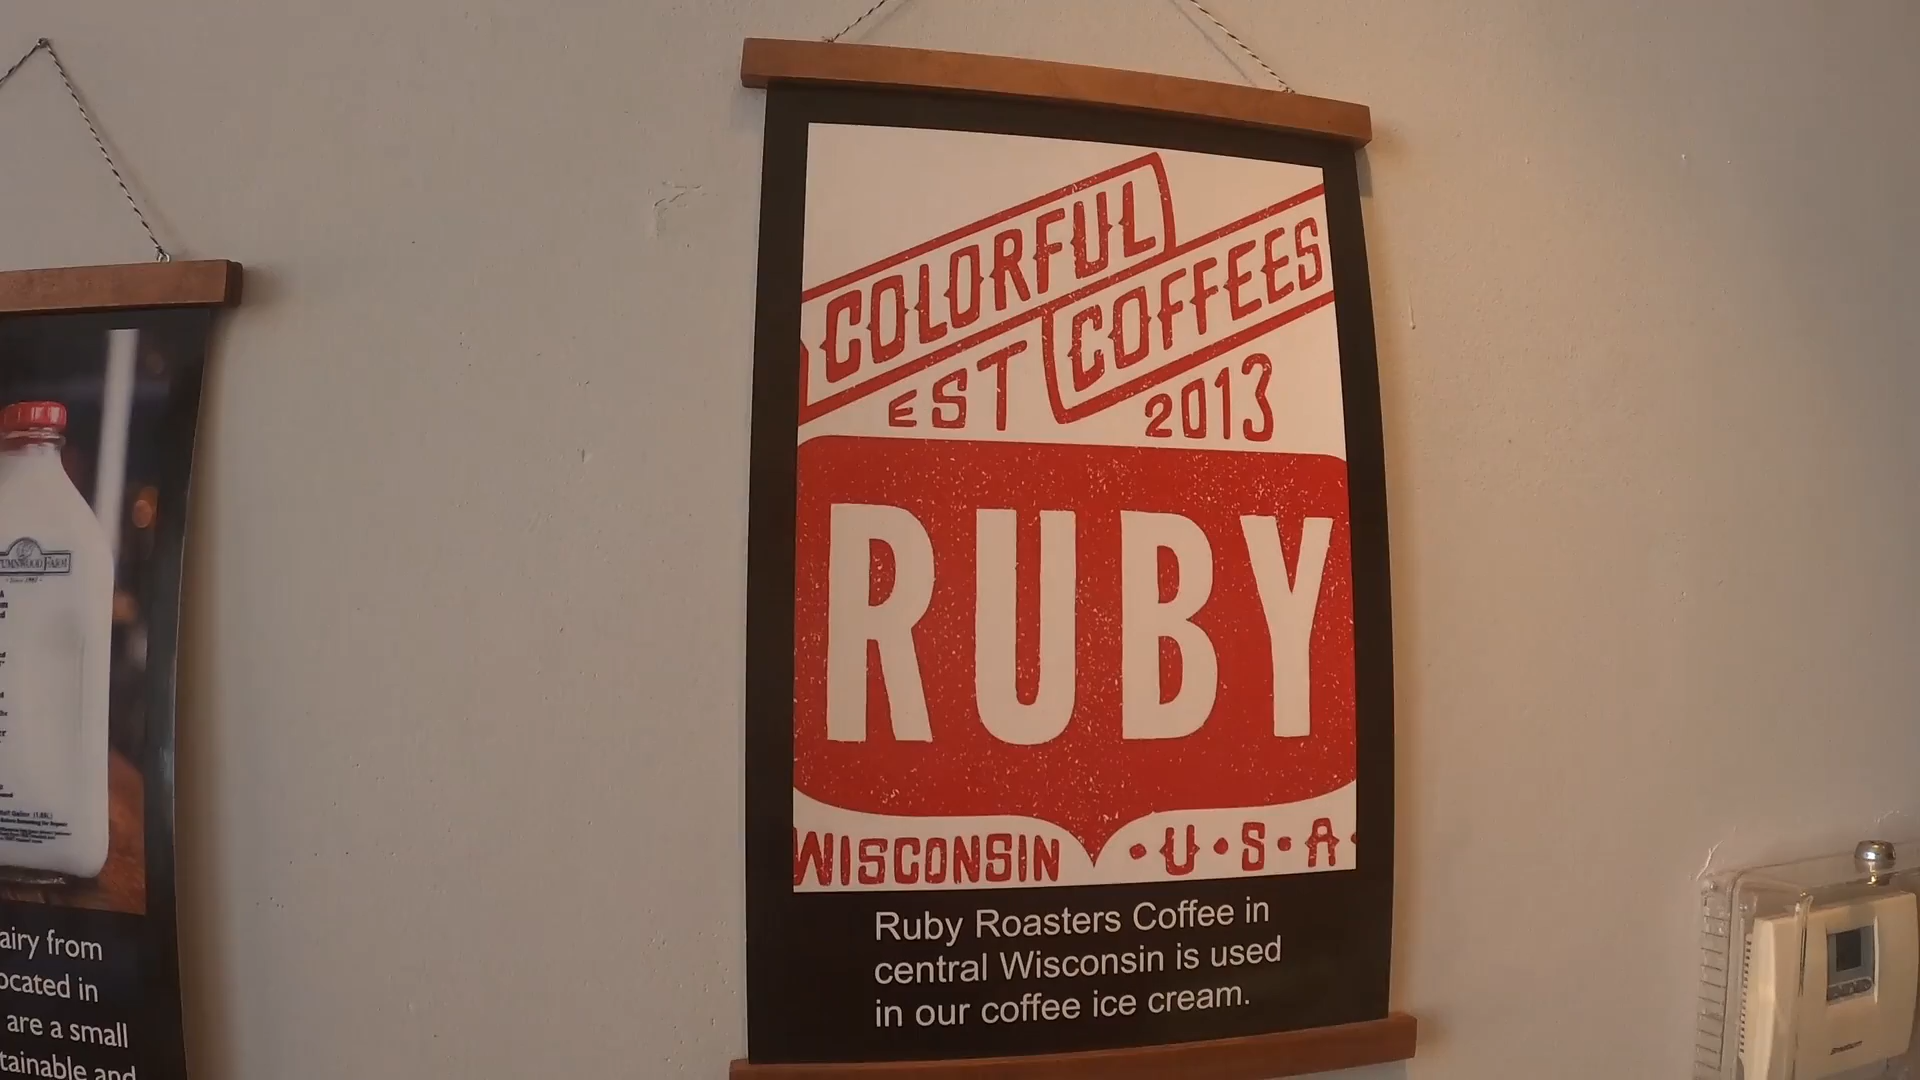 COLORFUL
COFFEES
EST 2013
RUBY
WISCONSIN · U · S · A ·
Ruby Roasters Coffee in
central Wisconsin is used
in our coffee ice cream.
airy from
ocated in
are a small
tainable and